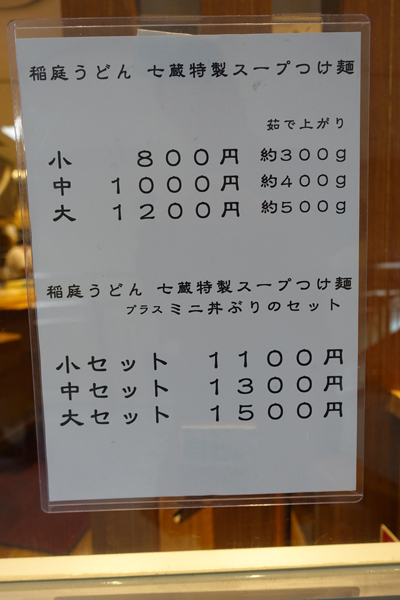 稲庭うどん 七蔵特製スープつけ麺
茹で上がり
小 ８００円 約３００ｇ
中 １０００円 約４００ｇ
大 １２００円 約５００ｇ
稲庭うどん 七蔵特製スープつけ麺
プラスミニ丼ぶりのセット
小セット １１００円
中セット １３００円
大セット １５００円